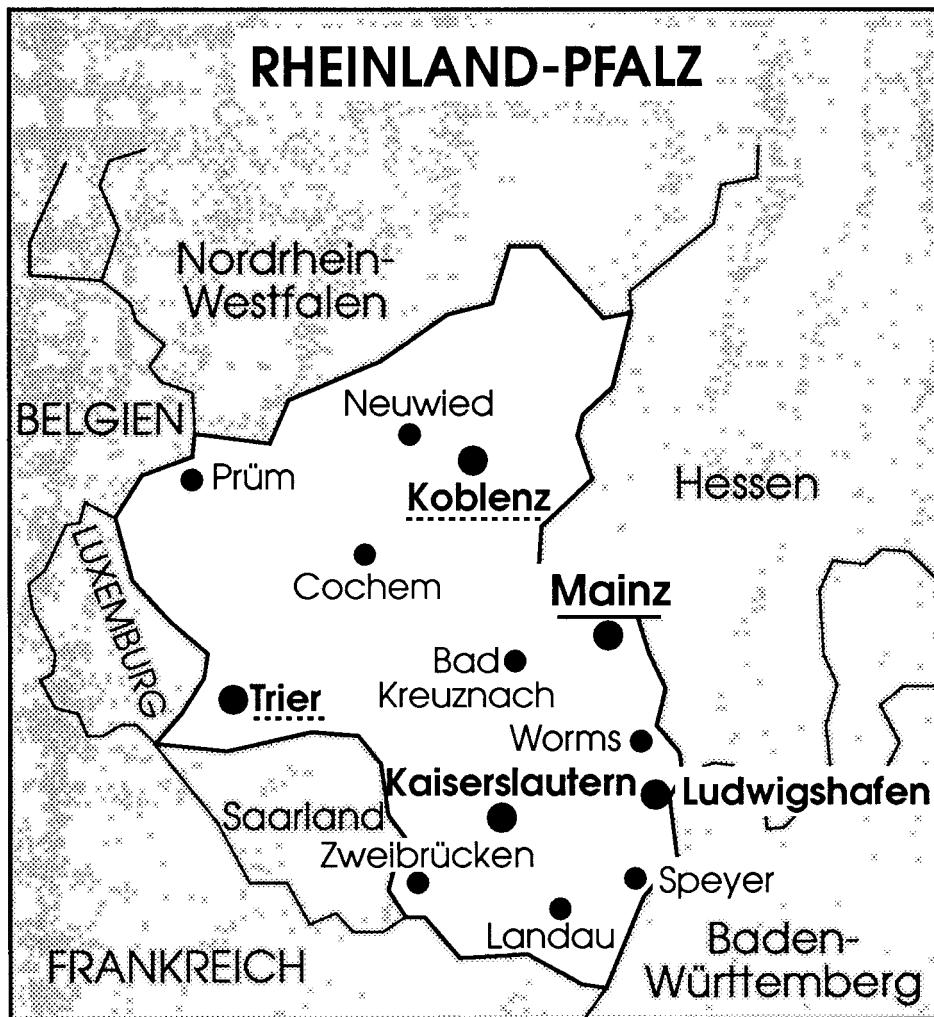 RHEINLAND-PFALZ
Nordrhein-
Westfalen
BELGIEN
Neuwied
Prüm
Koblenz
Hessen
LUXEMBURG
Cochem
Mainz
Bad
Kreuznach
Trier
Worms
Kaiserslautern
Ludwigshafen
Saarland
Zweibrücken
Speyer
Landau
FRANKREICH
Baden-
Württemberg